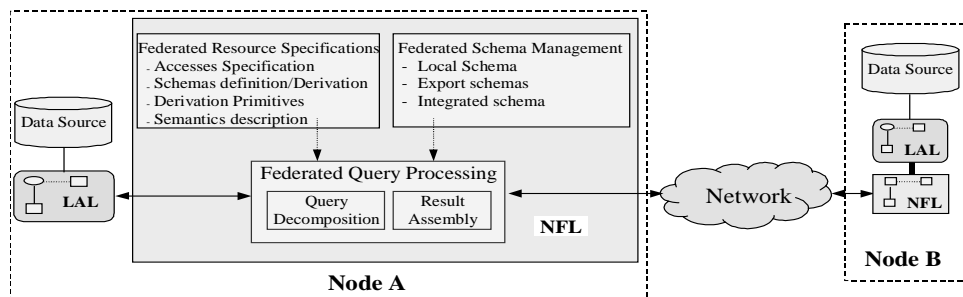 Federated Resource Specifications
- Accesses Specification
- Schemas definition/Derivation
- Derivation Primitives
- Semantics description
Federated Schema Management
- Local Schema
- Export schemas
- Integrated schema
Data Source
LAL
Federated Query Processing
Query
Decomposition
Result
Assembly
NFL
Node A
Network
Data Source
LAL
NFL
Node B